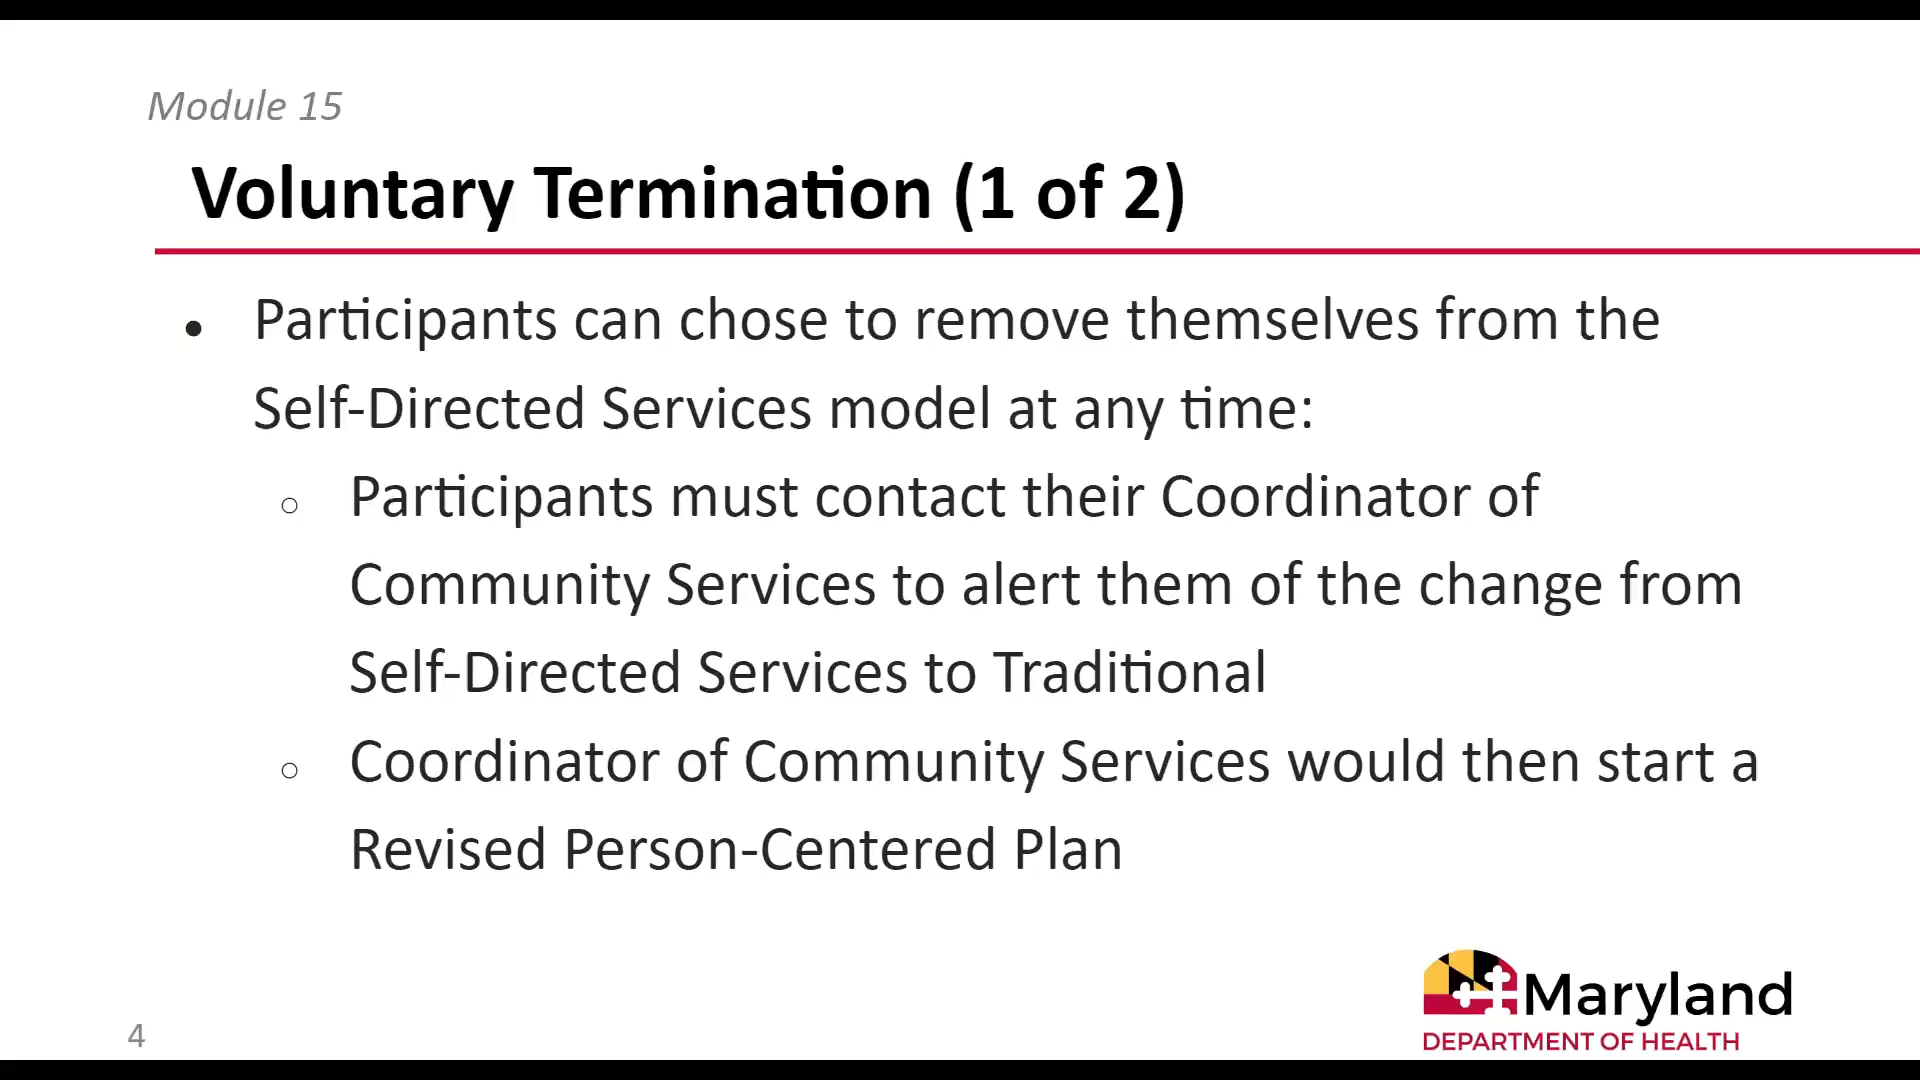 Module 15
Voluntary Termination (1 of 2)
• Participants can chose to remove themselves from the
Self-Directed Services model at any time:
○ Participants must contact their Coordinator of
Community Services to alert them of the change from
Self-Directed Services to Traditional
○ Coordinator of Community Services would then start a
Revised Person-Centered Plan
Maryland
DEPARTMENT OF HEALTH
4